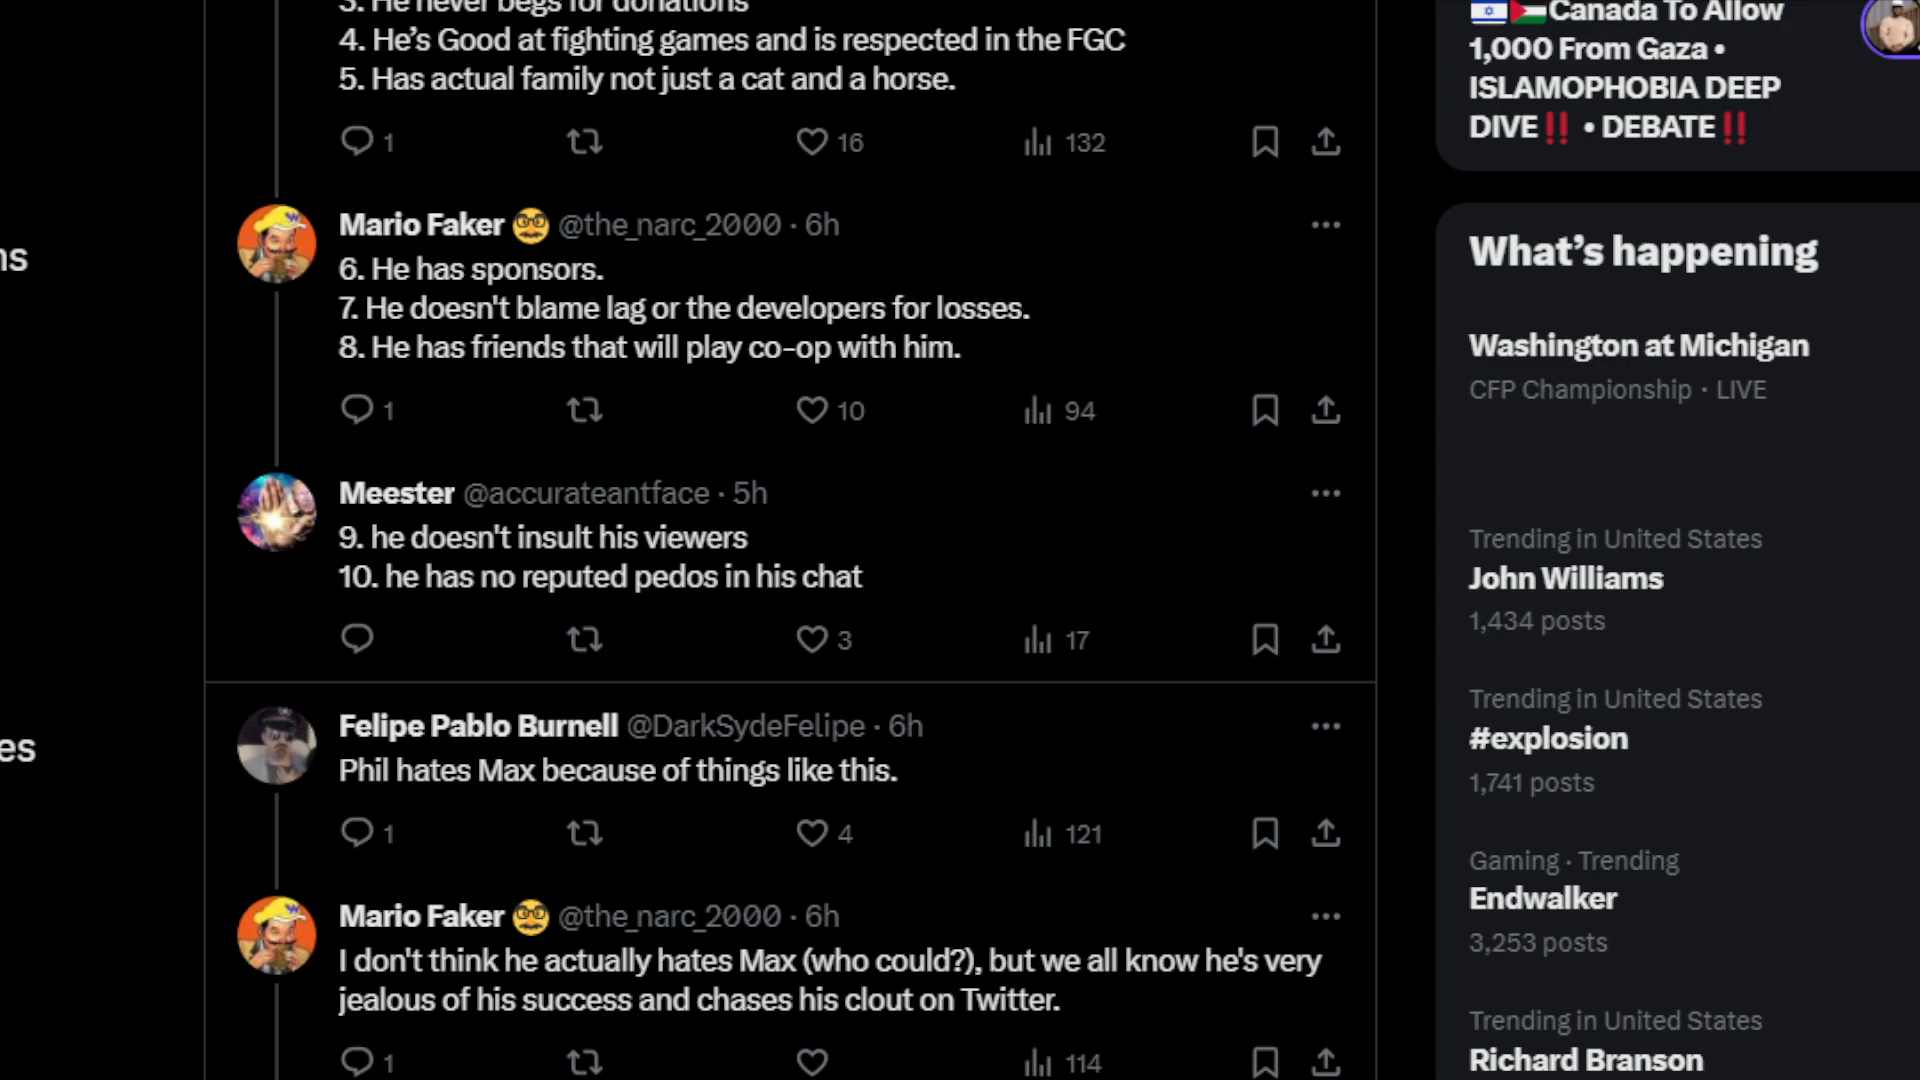 3. He never begs for donations
4. He's Good at fighting games and is respected in the FGC
5. Has actual family not just a cat and a horse.
1
16
132
Mario Faker 🥸 @the_narc_2000 · 6h
6. He has sponsors.
7. He doesn't blame lag or the developers for losses.
8. He has friends that will play co-op with him.
1
10
94
Meester @accurateantface · 5h
9. he doesn't insult his viewers
10. he has no reputed pedos in his chat
3
17
Felipe Pablo Burnell @DarkSydeFelipe · 6h
Phil hates Max because of things like this.
1
4
121
Mario Faker 🥸 @the_narc_2000 · 6h
I don't think he actually hates Max (who could?), but we all know he's very
jealous of his success and chases his clout on Twitter.
1
114
🇮🇱🇵🇸Canada To Allow
1,000 From Gaza •
ISLAMOPHOBIA DEEP
DIVE‼️ • DEBATE‼️
What's happening
Washington at Michigan
CFP Championship · LIVE
Trending in United States
John Williams
1,434 posts
Trending in United States
#explosion
1,741 posts
Gaming · Trending
Endwalker
3,253 posts
Trending in United States
Richard Branson